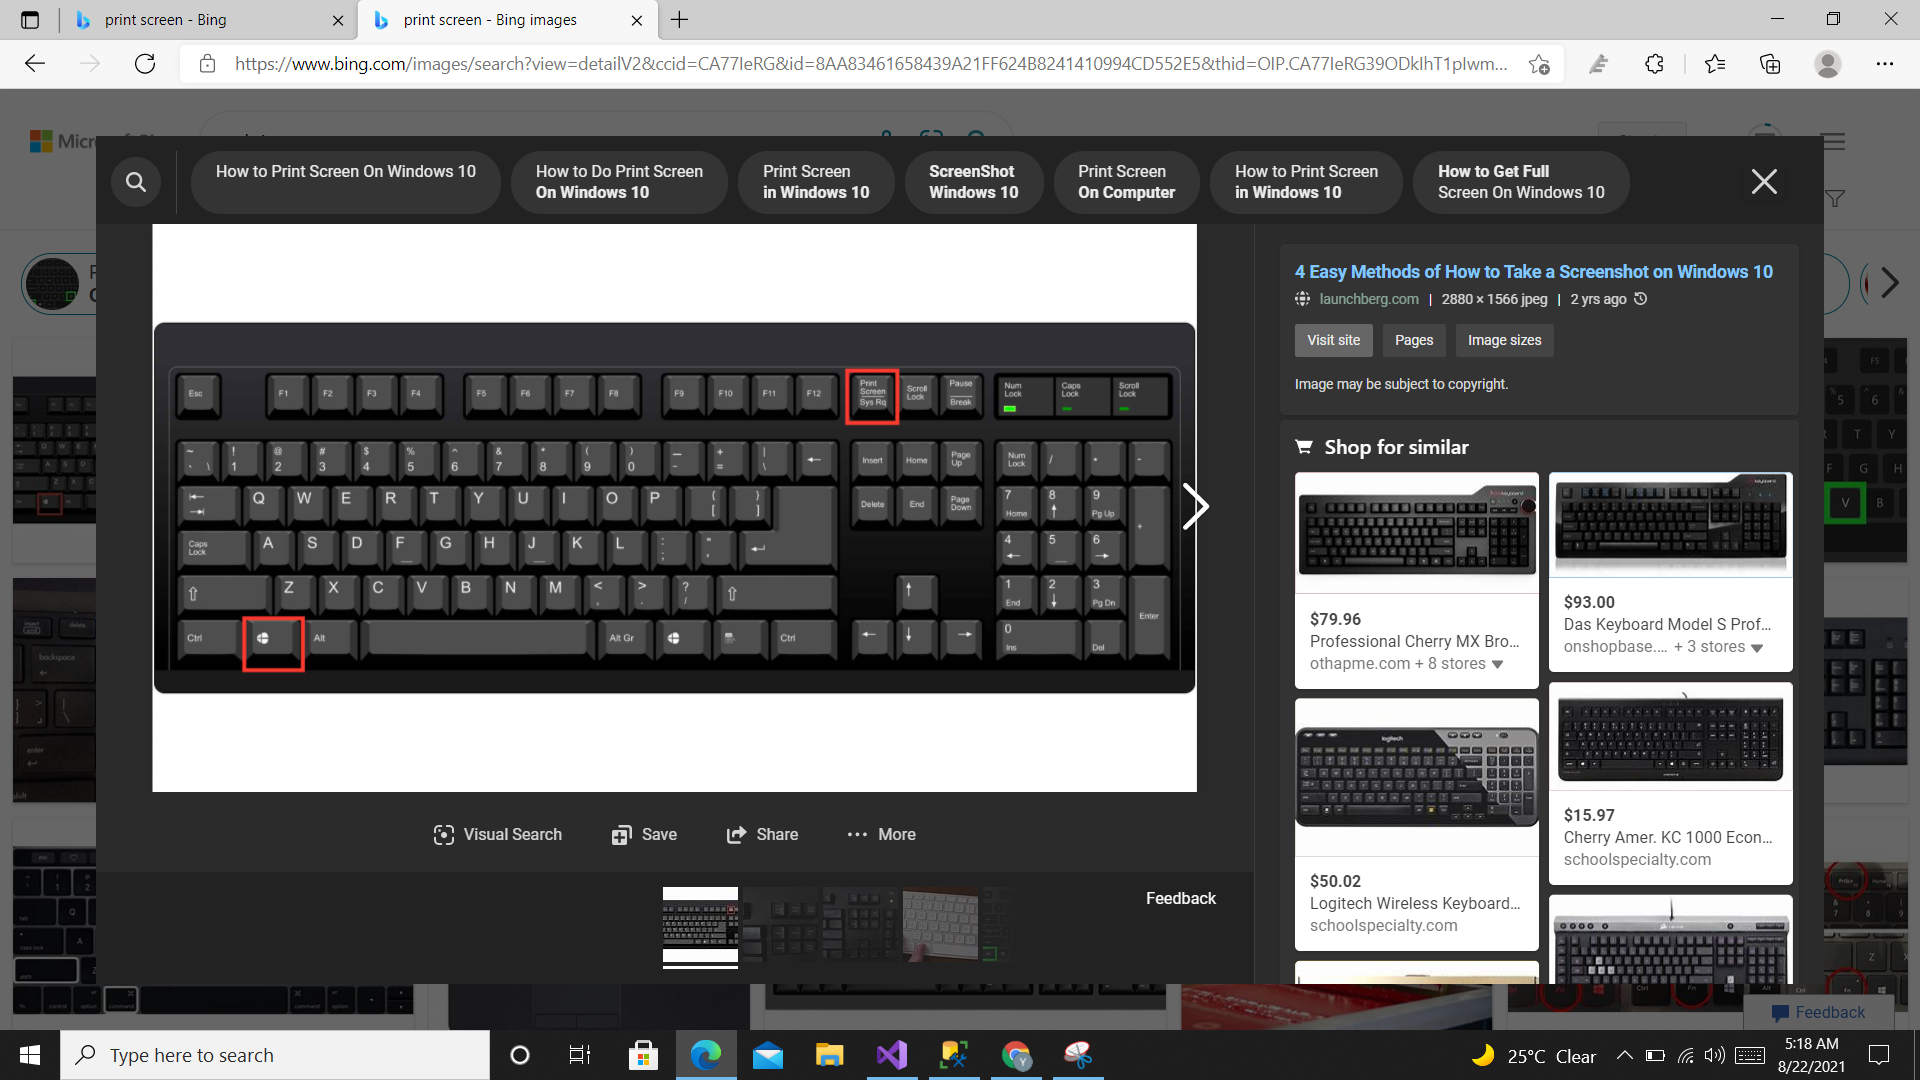 print screen - Bing
print screen - Bing images
https://www.bing.com/images/search?view=detailV2&ccid=CA77IeRG&id=8AA83461658439A21FF624B8241410994CD552E5&thid=OIP.CA77IeRG39ODkIhT1pIwm...
How to Print Screen On Windows 10
How to Do Print Screen
On Windows 10
Print Screen
in Windows 10
ScreenShot
Windows 10
Print Screen
On Computer
How to Print Screen
in Windows 10
How to Get Full
Screen On Windows 10
Esc F1 F2 F3 F4 F5 F6 F7 F8 F9 F10 F11 F12
Print
Screen
Sys Rq
Scroll
Lock
Pause
Break
Num
Lock
Caps
Lock
Scroll
Lock
~ ! @ # $ % ^ & * ( ) — + |
` \ 1 2 3 4 5 6 7 8 9 0 - = \
Insert Home Page
Up
Num
Lock
/ * -
Q W E R T Y U I O P { }
[ ]
Delete End Page
Down
7 8 9
Home Pg Up
+
Caps
Lock
A S D F G H J K L : "
; '
4 5 6
Z X C V B N M < > ?
, . /
1 2 3
End Pg Dn
Enter
Ctrl Alt Alt Gr Ctrl
0
Ins
Del
4 Easy Methods of How to Take a Screenshot on Windows 10
launchberg.com | 2880 × 1566 jpeg | 2 yrs ago
Visit site Pages Image sizes
Image may be subject to copyright.
Shop for similar
$79.96
Professional Cherry MX Bro...
othapme.com + 8 stores
$93.00
Das Keyboard Model S Prof...
onshopbase.... + 3 stores
logitech
$50.02
Logitech Wireless Keyboard...
schoolspecialty.com
$15.97
Cherry Amer. KC 1000 Econ...
schoolspecialty.com
Visual Search Save Share More
Feedback
Feedback
Type here to search
25°C Clear
5:18 AM
8/22/2021